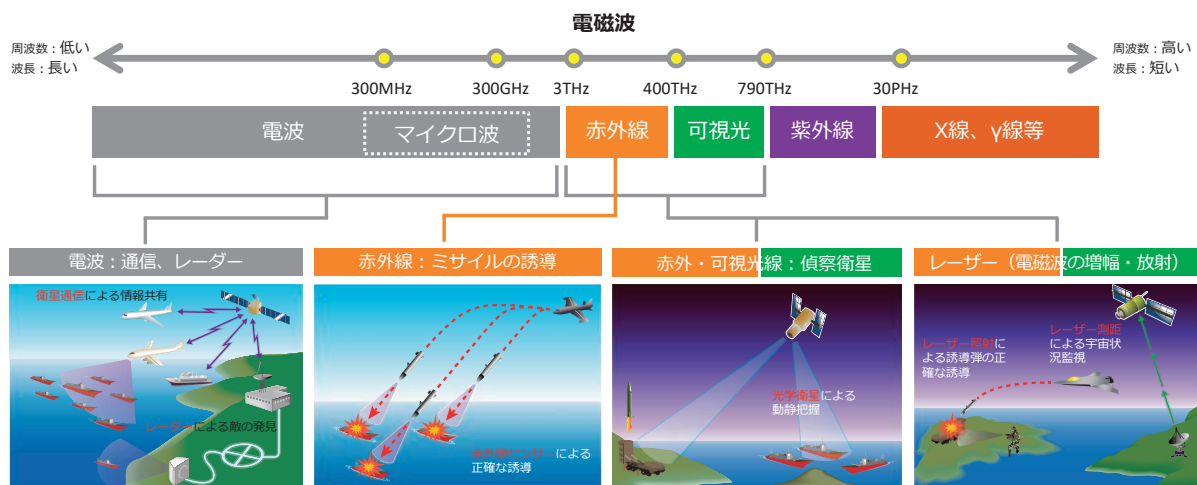 電磁波
周波数：低い
波長：長い
周波数：高い
波長：短い
300MHz
300GHz
3THz
400THz
790THz
30PHz
電波
マイクロ波
赤外線
可視光
紫外線
X線、γ線等
電波：通信、レーダー
赤外線：ミサイルの誘導
赤外・可視光線：偵察衛星
レーザー（電磁波の増幅・放射）
衛星通信による情報共有
レーダーによる敵の発見
赤外線センサーによる
正確な誘導
光学衛星による
動静把握
レーザー照射に
よる誘導弾の正
確な誘導
レーザー測距
による宇宙状
況監視